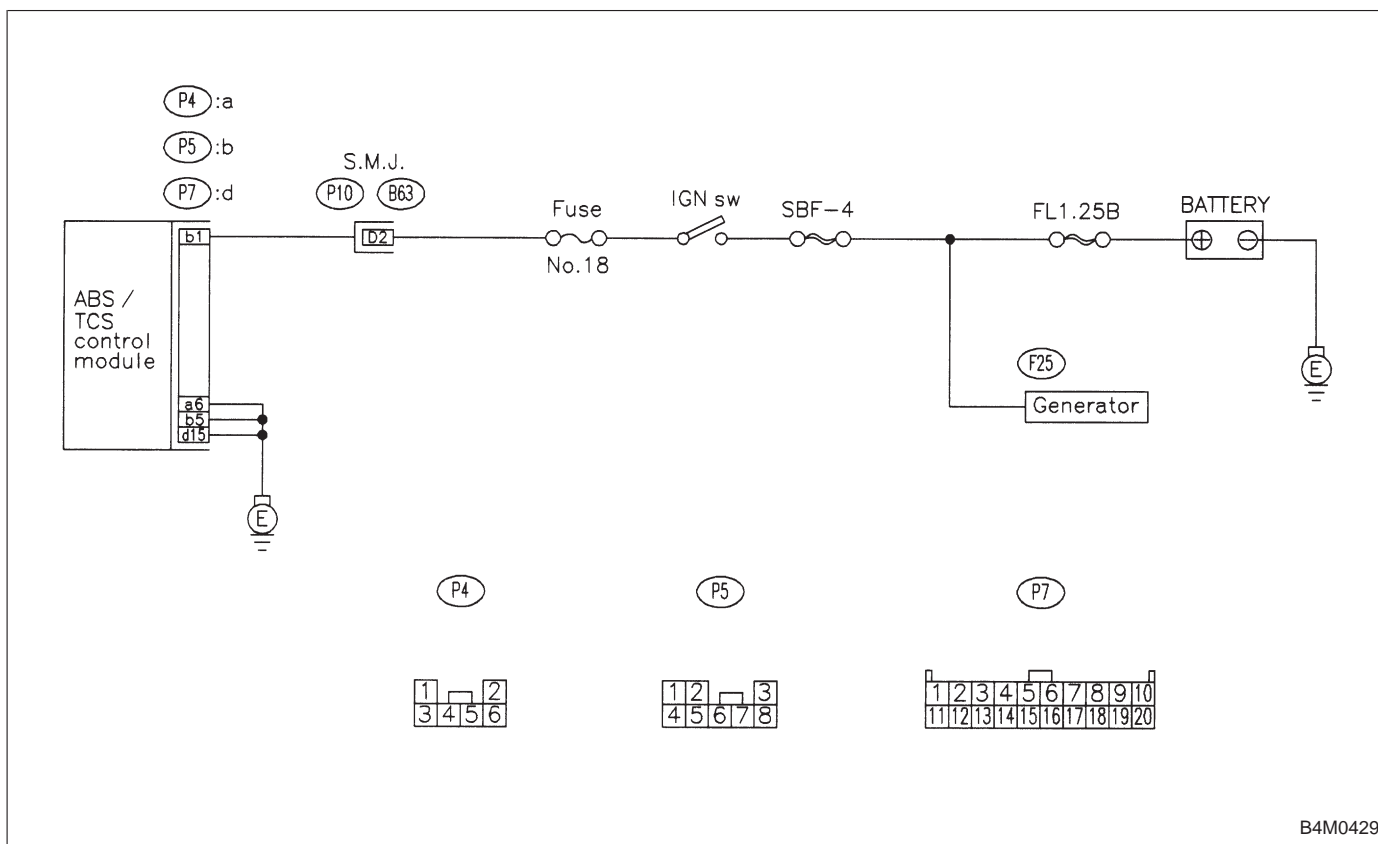 P4 :a
P5 :b
P7 :d
S.M.J.
P10 B63
Fuse
IGN sw
SBF-4
FL1.25B
BATTERY
b1
D2
+ -
No.18
ABS /
TCS
control
module
F25
E
Generator
a6
b5
d15
E
P4
P5
P7
1 2
3 4 5 6
1 2 3
4 5 6 7 8
1 2 3 4 5 6 7 8 9 10
11 12 13 14 15 16 17 18 19 20
B4M0429